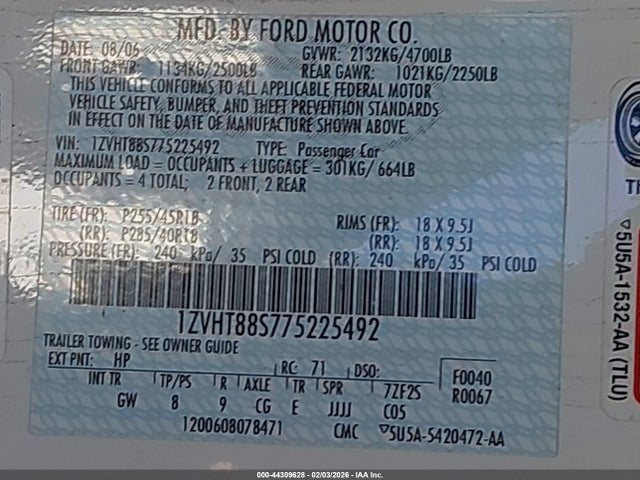 MFD. BY FORD MOTOR CO.
DATE: 08/06 GVWR: 2132KG/4700LB
FRONT GAWR: 1134KG/2500LB REAR GAWR: 1021KG/2250LB
THIS VEHICLE CONFORMS TO ALL APPLICABLE FEDERAL MOTOR
VEHICLE SAFETY, BUMPER, AND THEFT PREVENTION STANDARDS
IN EFFECT ON THE DATE OF MANUFACTURE SHOWN ABOVE.
VIN: 1ZVHT88S775225492 TYPE: Passenger Car
MAXIMUM LOAD = OCCUPANTS + LUGGAGE = 301KG/ 664LB
OCCUPANTS = 4 TOTAL; 2 FRONT, 2 REAR
TIRE(FR): P255/45R18 RIMS (FR): 18 X 9.5J
(RR): P285/40R18 (RR): 18 X 9.5J
PRESSURE (FR): 240 kPa/ 35 PSI COLD (RR): 240 kPa/ 35 PSI COLD
1ZVHT88S775225492
TRAILER TOWING - SEE OWNER GUIDE
EXT PNT: HP RC: 71 DSO: F0040
INT TR TP/PS R AXLE TR SPR 7ZF2S R0067
GW 8 9 CG E JJJJ C05
1200608078471 CMC 5U5A-5420472-AA
5U5A-1532-AA (TLU)
000-44309628 - 02/03/2026 - IAA Inc.